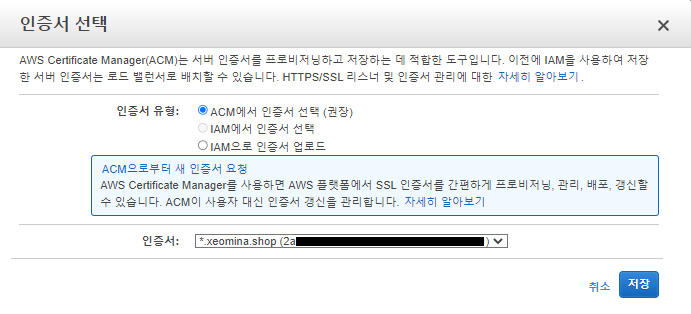 인증서 선택
AWS Certificate Manager(ACM)는 서버 인증서를 프로비저닝하고 저장하는 데 적합한 도구입니다. 이전에 IAM을 사용하여 저장
한 서버 인증서는 로드 밸런서로 배치할 수 있습니다. HTTPS/SSL 리스너 및 인증서 관리에 대한 자세히 알아보기.
인증서 유형: ACM에서 인증서 선택 (권장)
IAM에서 인증서 선택
IAM으로 인증서 업로드
ACM으로부터 새 인증서 요청
AWS Certificate Manager를 사용하면 AWS 플랫폼에서 SSL 인증서를 간편하게 프로비저닝, 관리, 배포, 갱신할
수 있습니다. ACM이 사용자 대신 인증서 갱신을 관리합니다. 자세히 알아보기
인증서: *.xeomina.shop (2a )
취소 저장